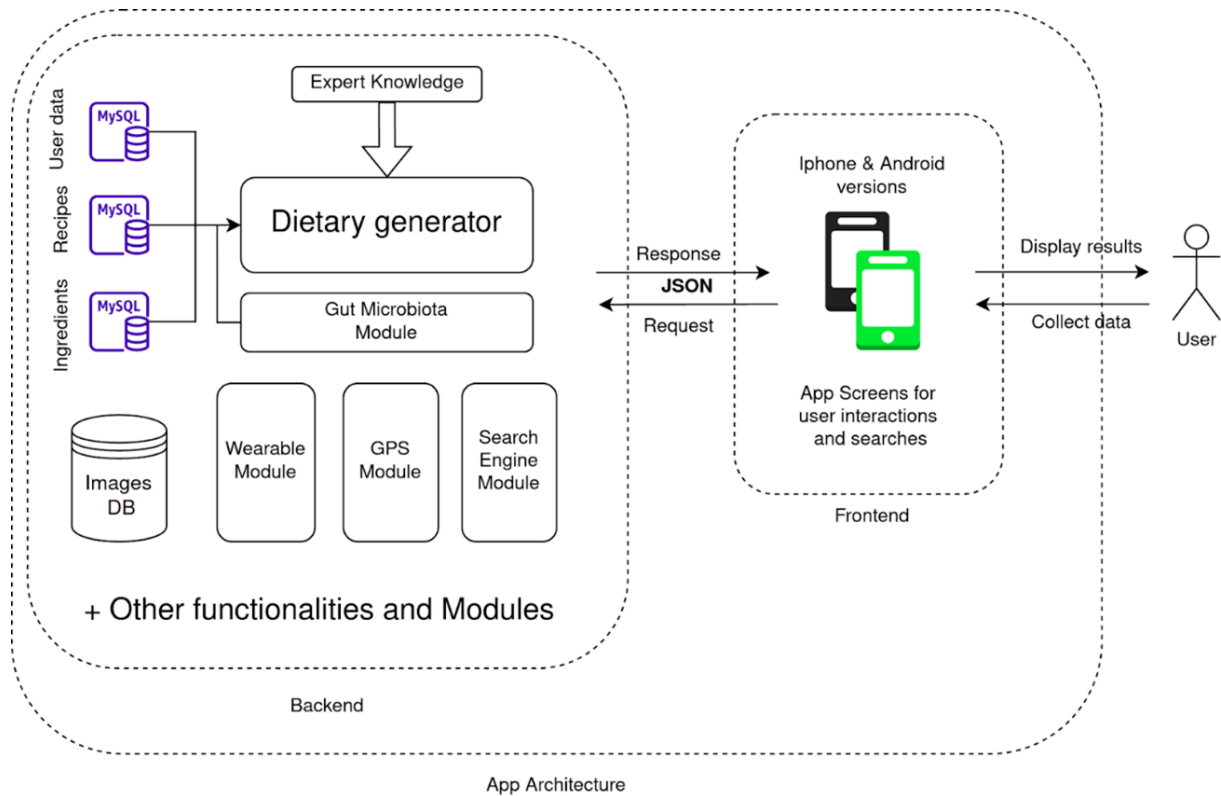 Expert Knowledge
User data
MySQL
Recipes
MySQL
Ingredients
MySQL
Dietary generator
Gut Microbiota
Module
Images
DB
Wearable
Module
GPS
Module
Search
Engine
Module
+ Other functionalities and Modules
Backend
Response
JSON
Request
Iphone & Android
versions
App Screens for
user interactions
and searches
Frontend
Display results
Collect data
User
App Architecture